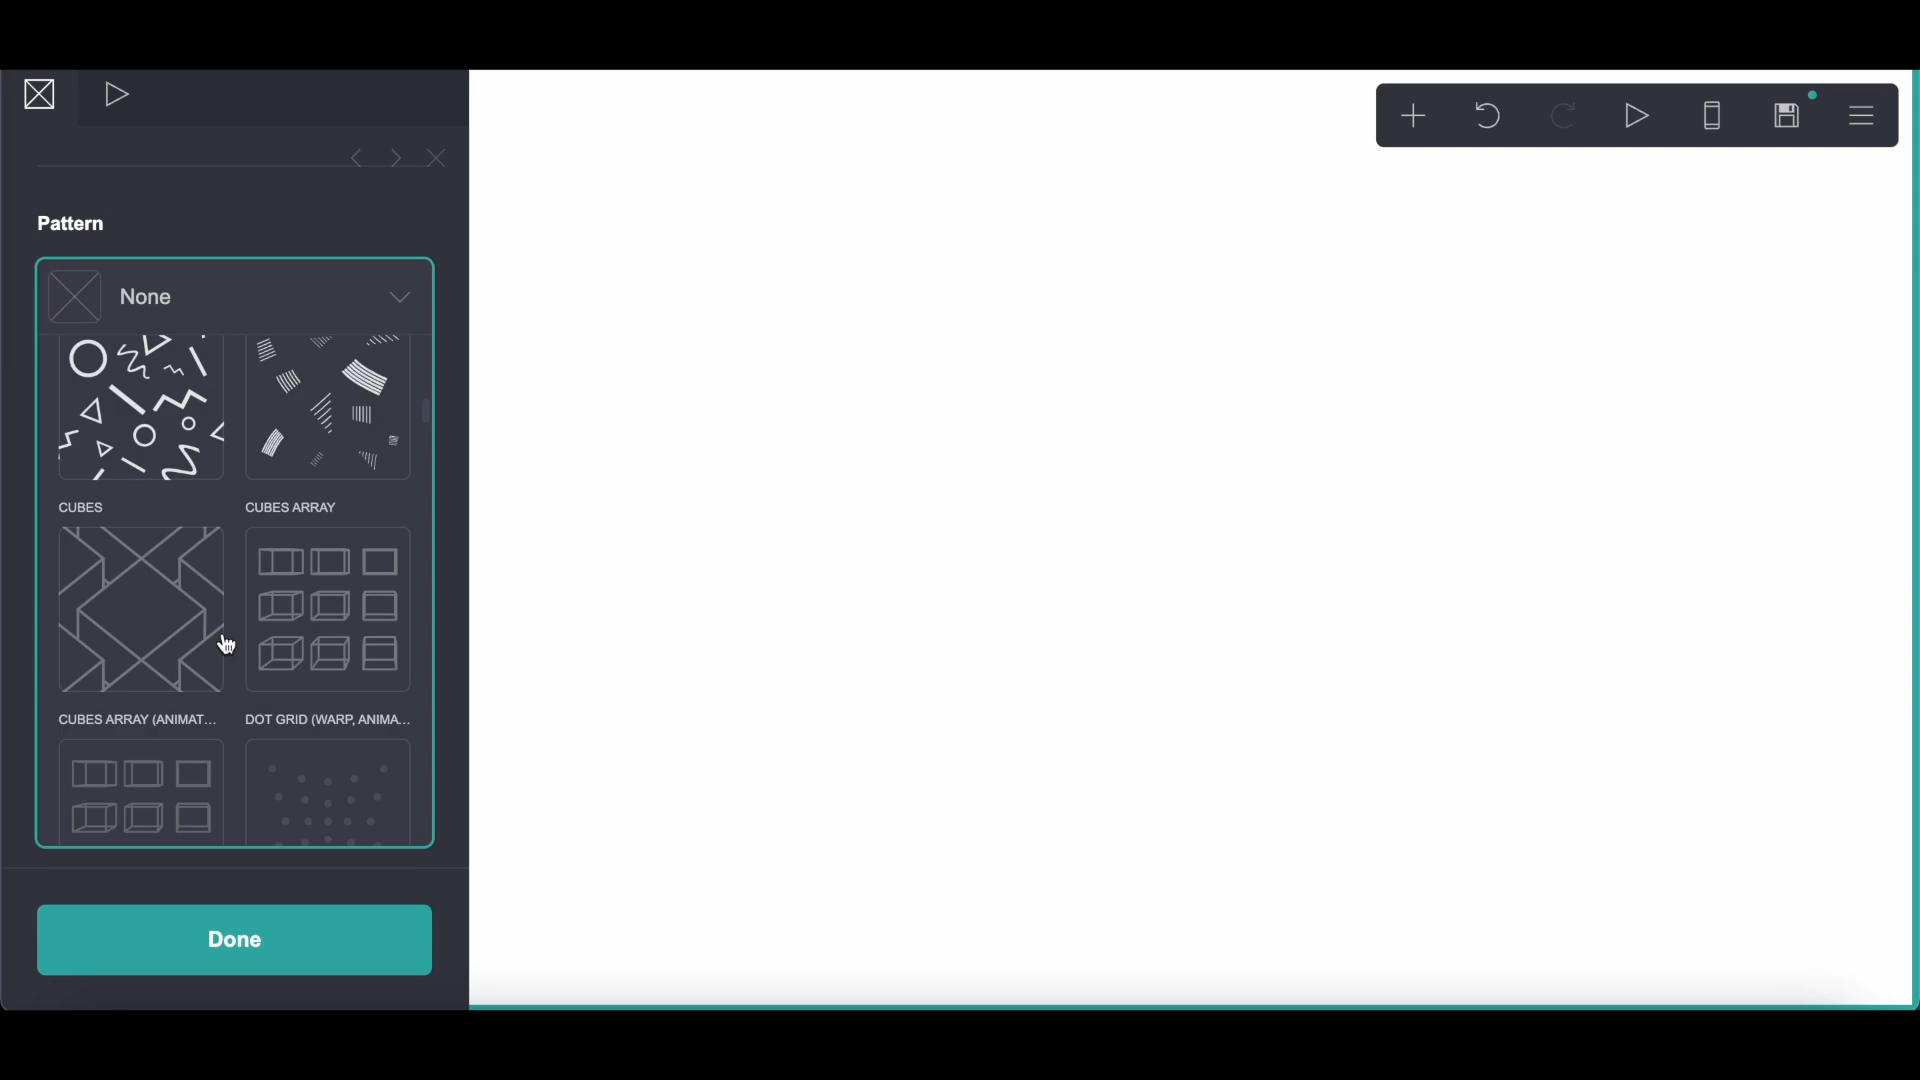 Pattern
None
CUBES
CUBES ARRAY
CUBES ARRAY (ANIMAT...
DOT GRID (WARP, ANIMA...
Done